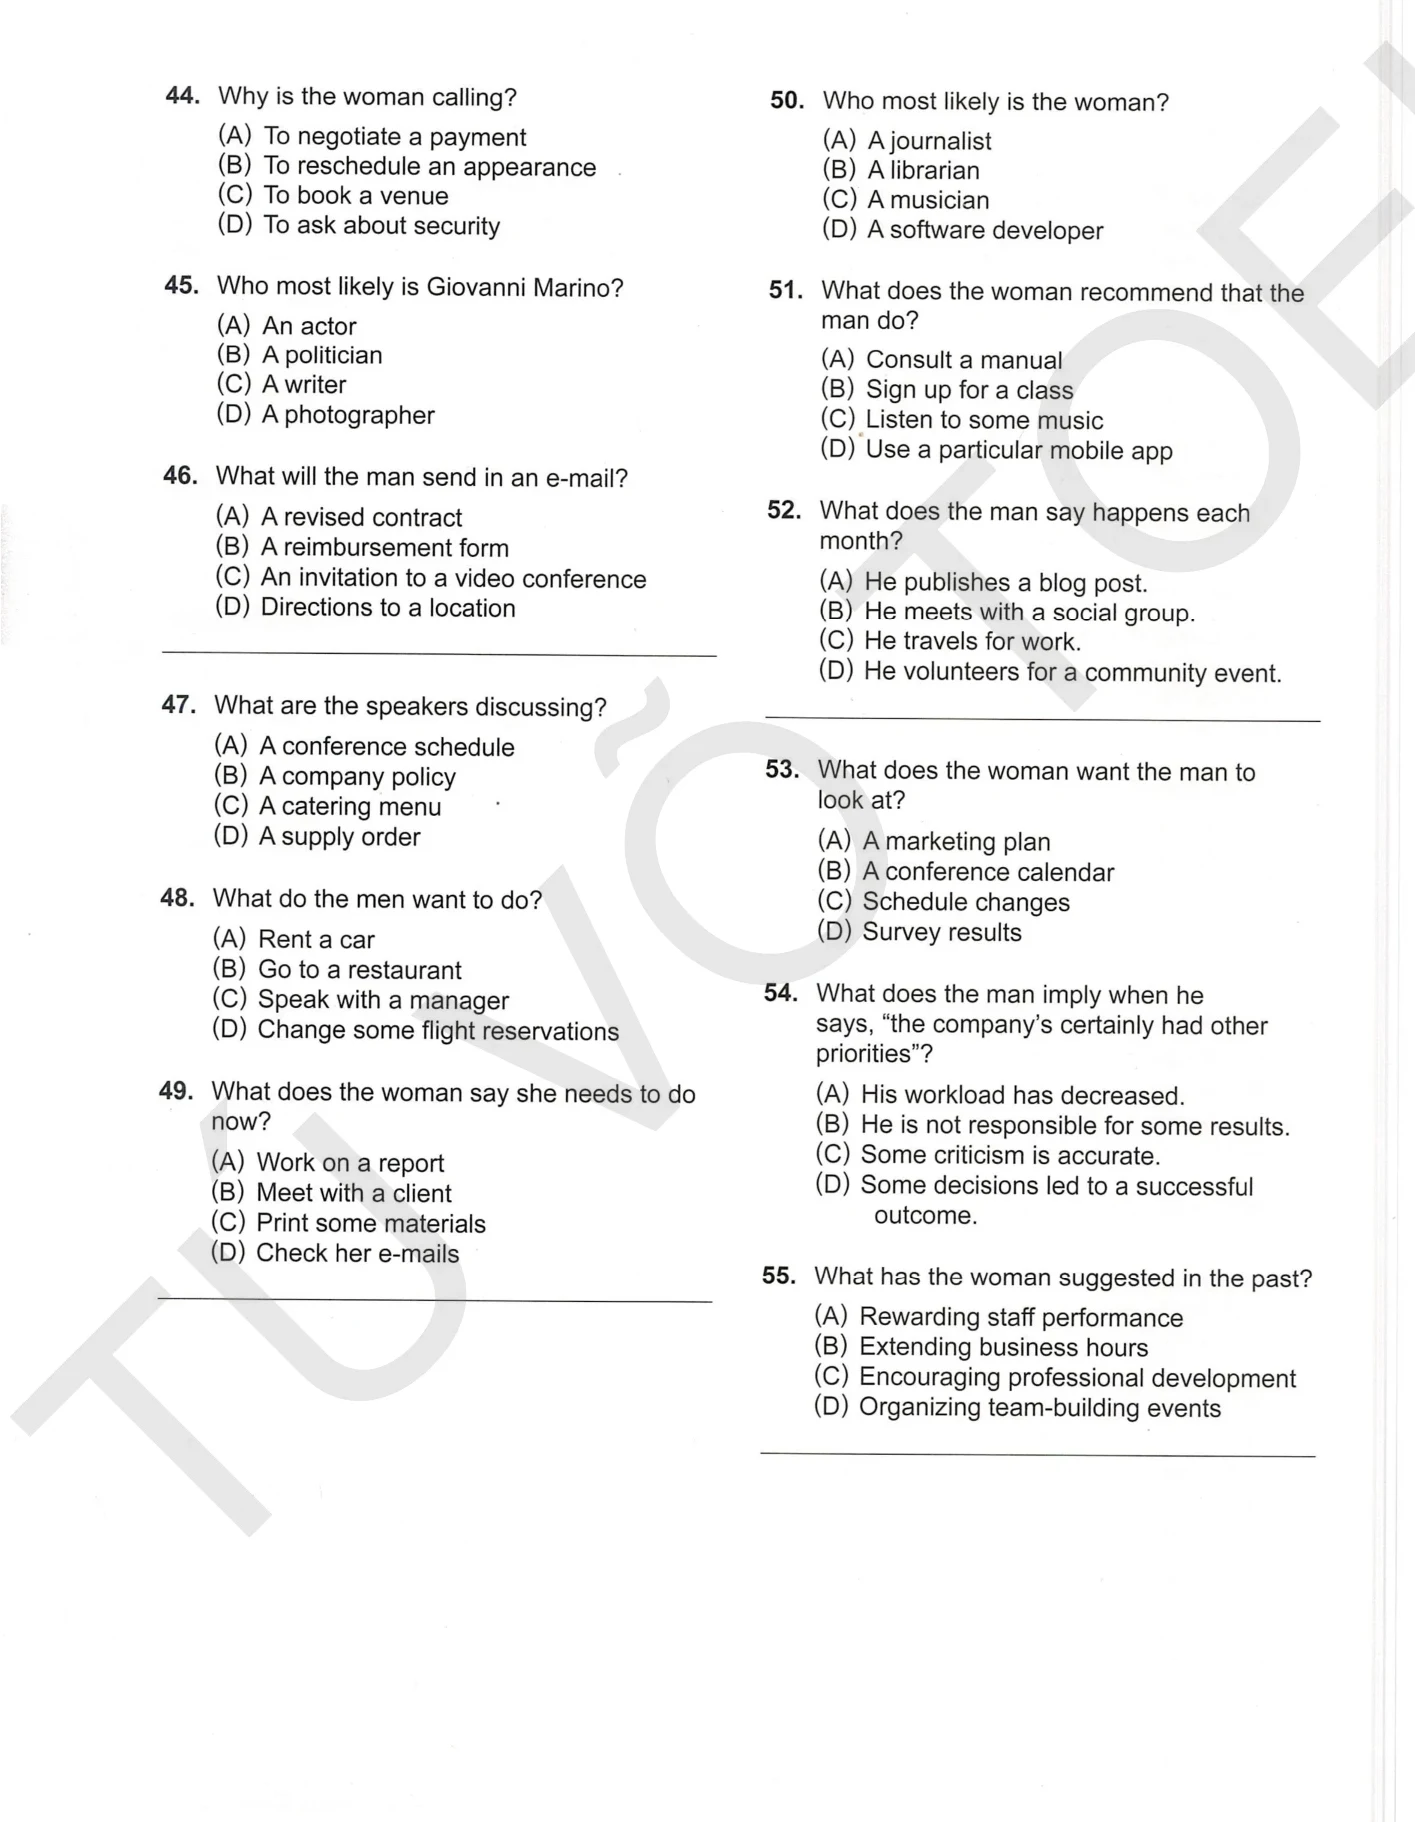 44. Why is the woman calling?
(A) To negotiate a payment
(B) To reschedule an appearance
(C) To book a venue
(D) To ask about security
45. Who most likely is Giovanni Marino?
(A) An actor
(B) A politician
(C) A writer
(D) A photographer
46. What will the man send in an e-mail?
(A) A revised contract
(B) A reimbursement form
(C) An invitation to a video conference
(D) Directions to a location
47. What are the speakers discussing?
(A) A conference schedule
(B) A company policy
(C) A catering menu
(D) A supply order
48. What do the men want to do?
(A) Rent a car
(B) Go to a restaurant
(C) Speak with a manager
(D) Change some flight reservations
49. What does the woman say she needs to do
now?
(A) Work on a report
(B) Meet with a client
(C) Print some materials
(D) Check her e-mails
50. Who most likely is the woman?
(A) A journalist
(B) A librarian
(C) A musician
(D) A software developer
51. What does the woman recommend that the
man do?
(A) Consult a manual
(B) Sign up for a class
(C) Listen to some music
(D) Use a particular mobile app
52. What does the man say happens each
month?
(A) He publishes a blog post.
(B) He meets with a social group.
(C) He travels for work.
(D) He volunteers for a community event.
53. What does the woman want the man to
look at?
(A) A marketing plan
(B) A conference calendar
(C) Schedule changes
(D) Survey results
54. What does the man imply when he
says, “the company’s certainly had other
priorities”?
(A) His workload has decreased.
(B) He is not responsible for some results.
(C) Some criticism is accurate.
(D) Some decisions led to a successful
outcome.
55. What has the woman suggested in the past?
(A) Rewarding staff performance
(B) Extending business hours
(C) Encouraging professional development
(D) Organizing team-building events
TÚ VÕ TOE